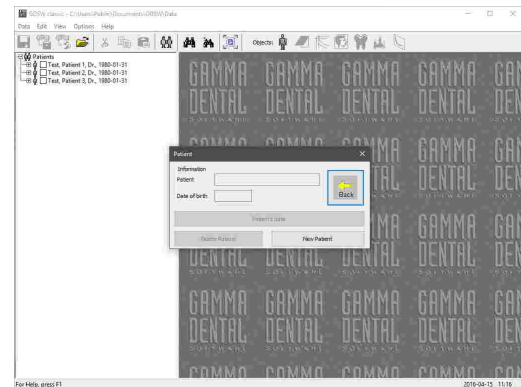 GDSW classic - C:\Users\Public\Documents\GDSW\Data
Data Edit View Options Help
Objects:
Patients
Test, Patient 1, Dr., 1980-01-31
Test, Patient 2, Dr., 1980-01-31
Test, Patient 3, Dr., 1980-01-31
GAMMA DENTAL SOFTWARE
Patient
Information
Patient
Date of birth
Back
Patient's data
Delete Patient
New Patient
For Help, press F1
2016-04-15 11:16